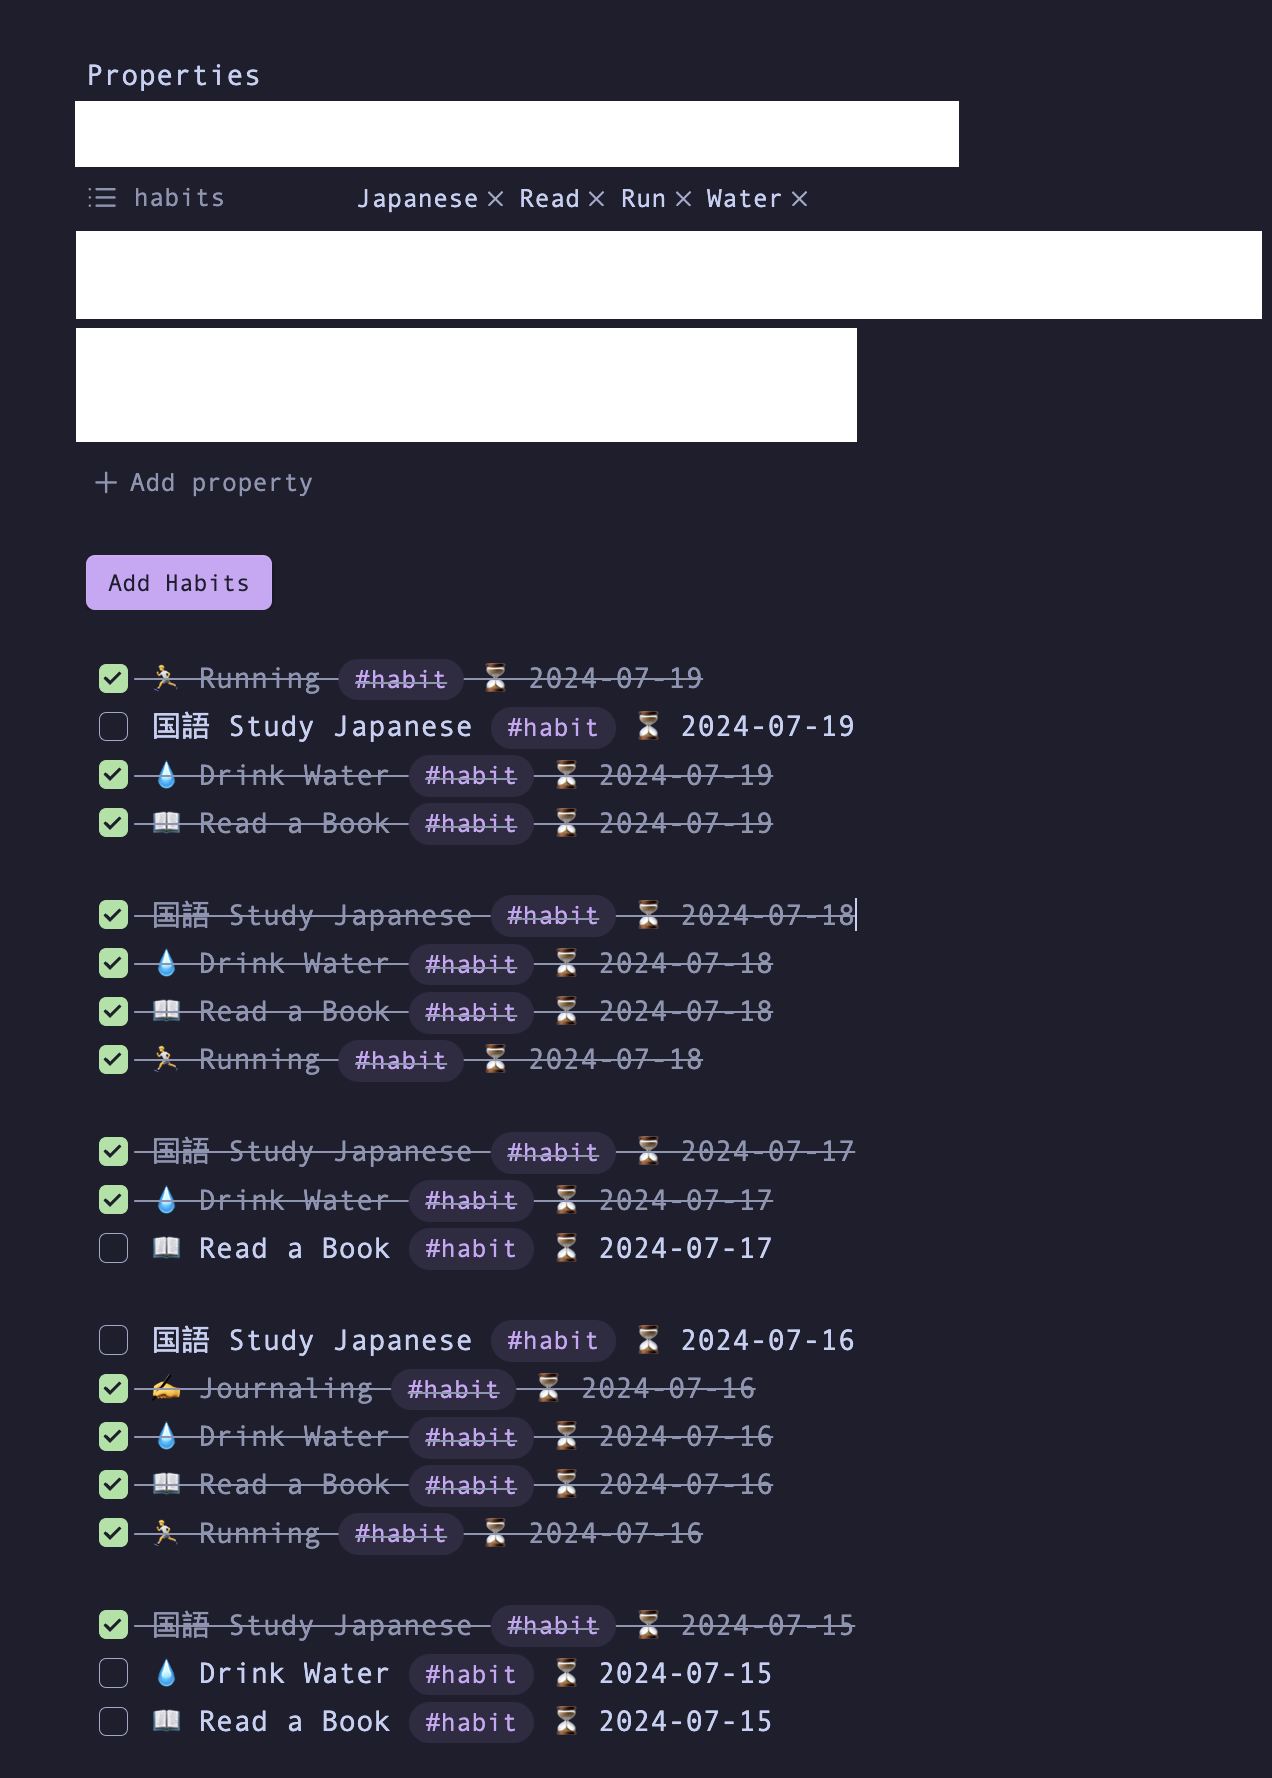 Properties
habits Japanese × Read × Run × Water ×
+ Add property
Add Habits
🏃 Running #habit ⏳ 2024-07-19
国語 Study Japanese #habit ⏳ 2024-07-19
💧 Drink Water #habit ⏳ 2024-07-19
📖 Read a Book #habit ⏳ 2024-07-19
国語 Study Japanese #habit ⏳ 2024-07-18
💧 Drink Water #habit ⏳ 2024-07-18
📖 Read a Book #habit ⏳ 2024-07-18
🏃 Running #habit ⏳ 2024-07-18
国語 Study Japanese #habit ⏳ 2024-07-17
💧 Drink Water #habit ⏳ 2024-07-17
📖 Read a Book #habit ⏳ 2024-07-17
国語 Study Japanese #habit ⏳ 2024-07-16
✍️ Journaling #habit ⏳ 2024-07-16
💧 Drink Water #habit ⏳ 2024-07-16
📖 Read a Book #habit ⏳ 2024-07-16
🏃 Running #habit ⏳ 2024-07-16
国語 Study Japanese #habit ⏳ 2024-07-15
💧 Drink Water #habit ⏳ 2024-07-15
📖 Read a Book #habit ⏳ 2024-07-15